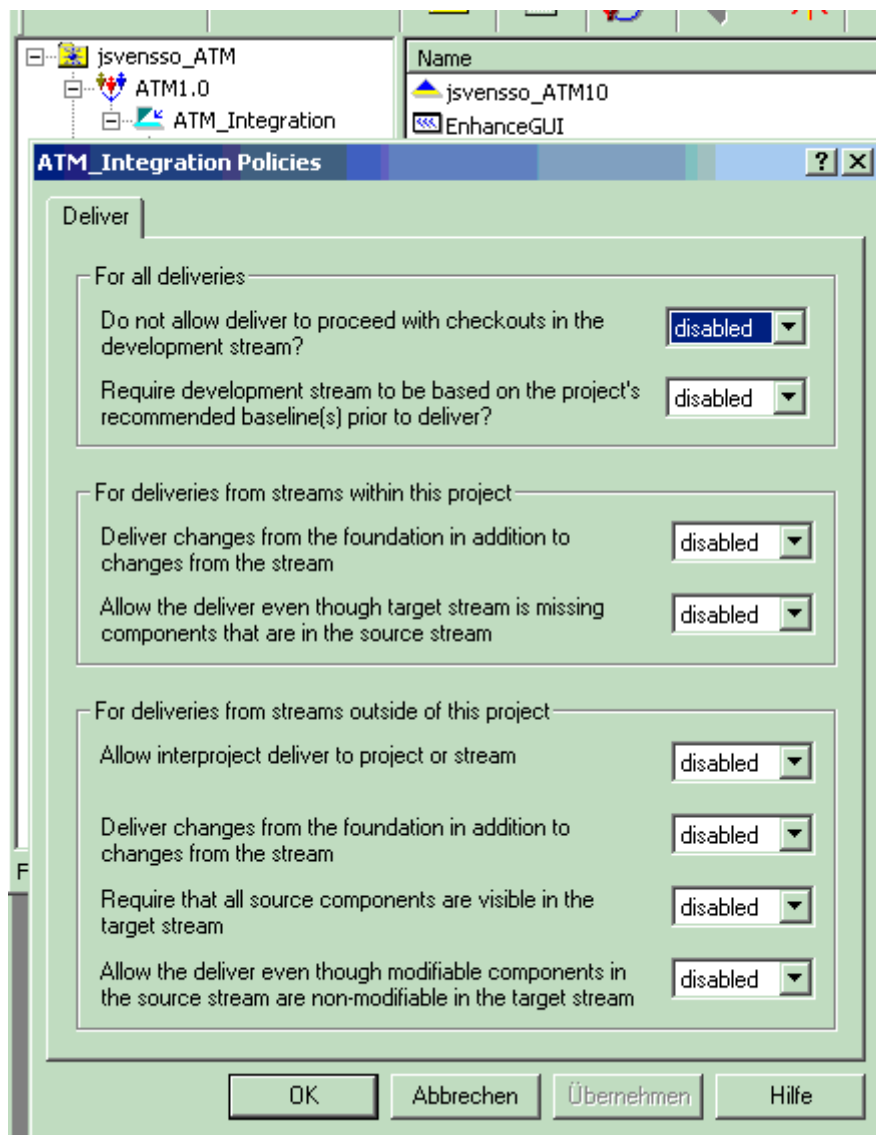 jsvensso_ATM
Name
ATM1.0
jsvensso_ATM10
ATM_Integration
EnhanceGUI
ATM_Integration Policies
Deliver
For all deliveries
Do not allow deliver to proceed with checkouts in the
development stream?
disabled
Require development stream to be based on the project's
recommended baseline(s) prior to deliver?
disabled
For deliveries from streams within this project
Deliver changes from the foundation in addition to
changes from the stream
disabled
Allow the deliver even though target stream is missing
components that are in the source stream
disabled
For deliveries from streams outside of this project
Allow interproject deliver to project or stream
disabled
Deliver changes from the foundation in addition to
changes from the stream
disabled
Require that all source components are visible in the
target stream
disabled
Allow the deliver even though modifiable components in
the source stream are non-modifiable in the target stream
disabled
F
OK
Abbrechen
Übernehmen
Hilfe